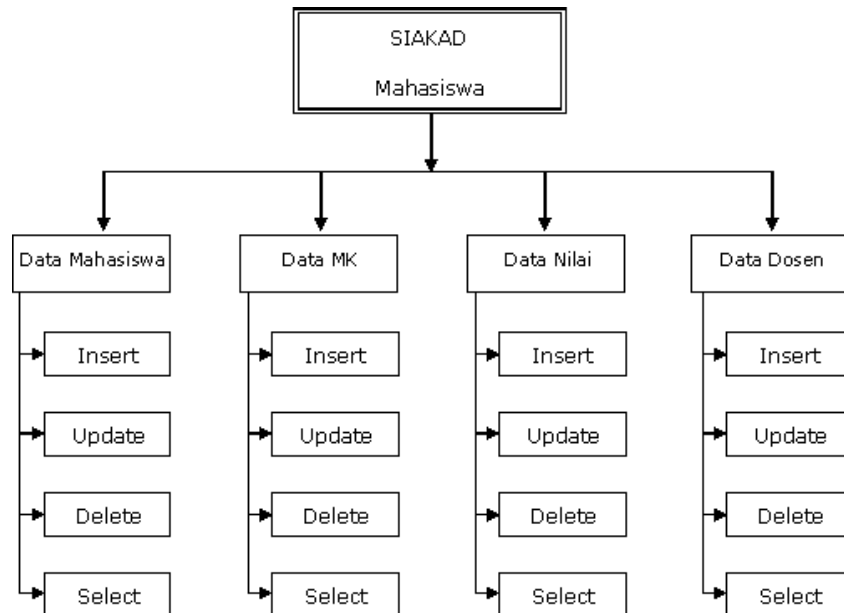 SIAKAD
Mahasiswa
Data Mahasiswa
Data MK
Data Nilai
Data Dosen
Insert
Insert
Insert
Insert
Update
Update
Update
Update
Delete
Delete
Delete
Delete
Select
Select
Select
Select